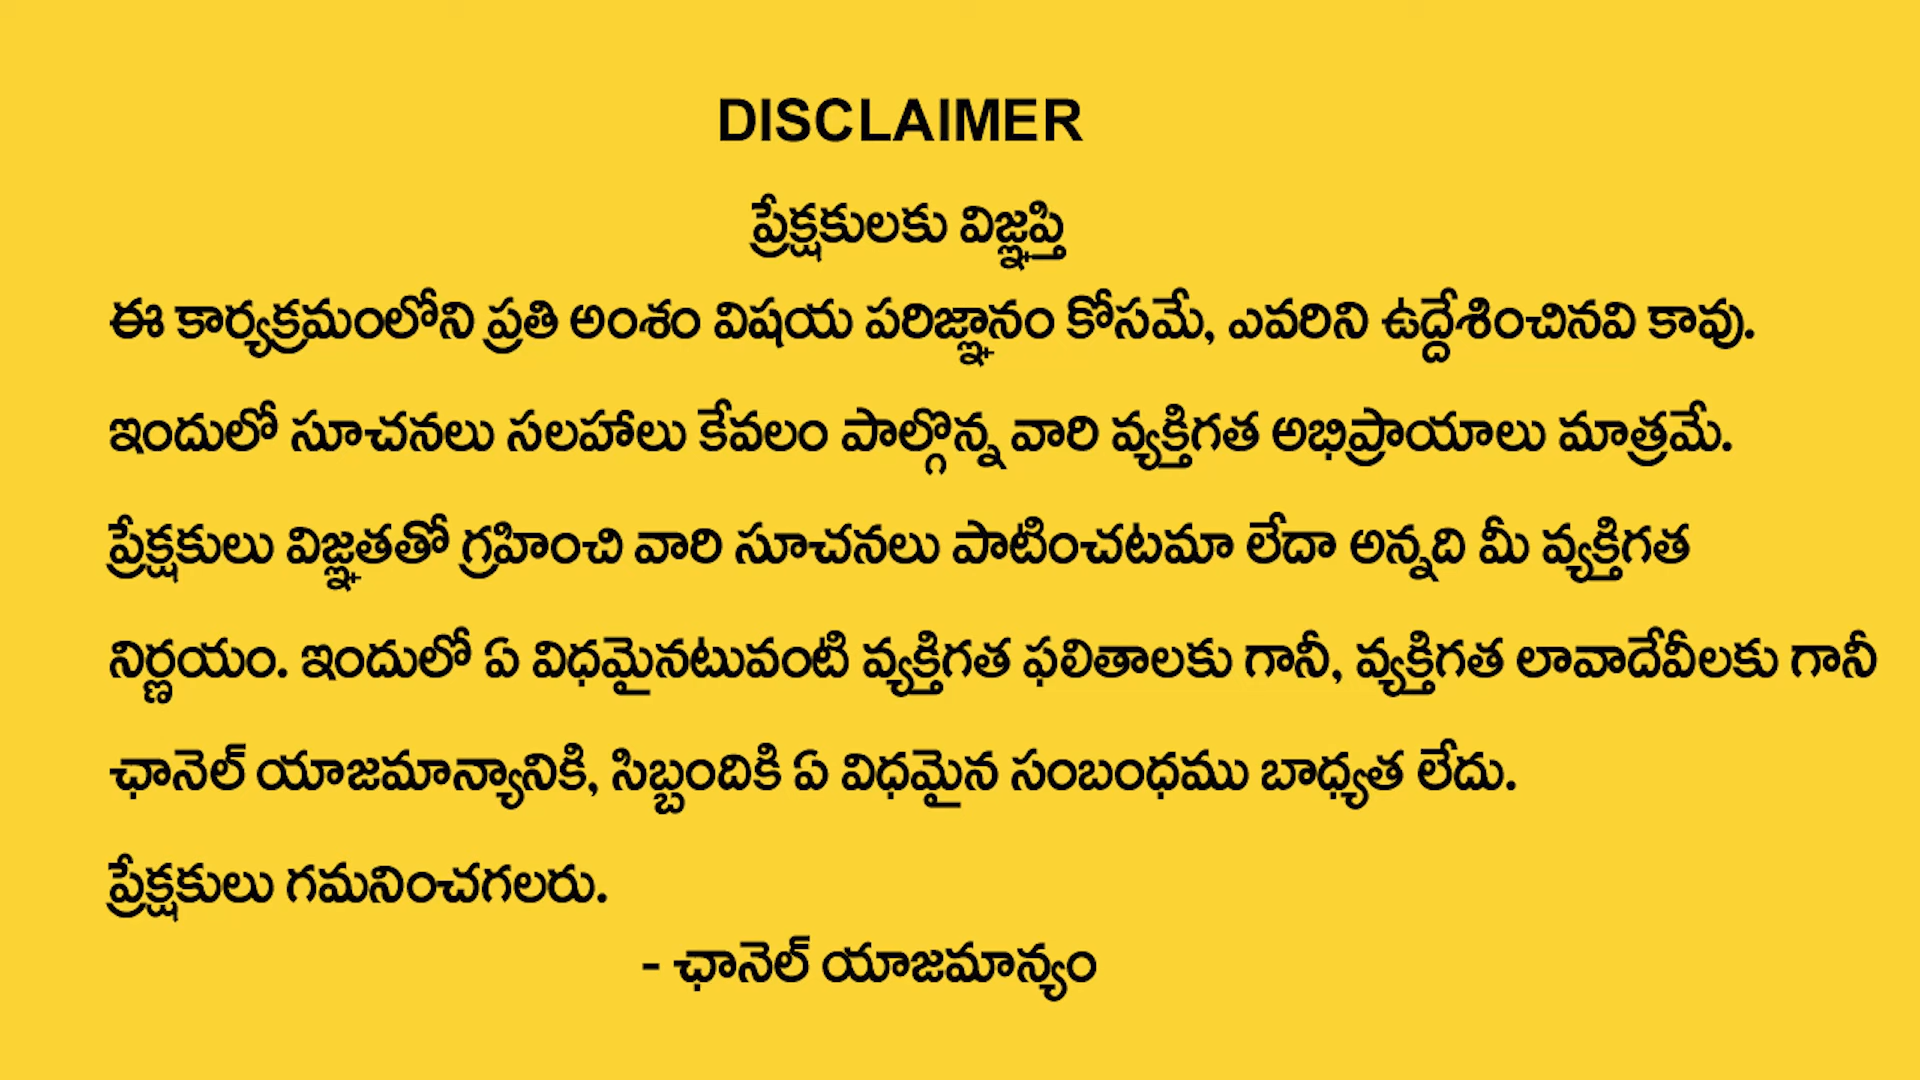 DISCLAIMER
ప్రేక్షకులకు విజ్ఞప్తి
ఈ కార్యక్రమంలోని ప్రతి అంశం విషయ పరిజ్ఞానం కోసమే, ఎవరిని ఉద్దేశించినవి కావు.
ఇందులో సూచనలు సలహాలు కేవలం పాల్గొన్న వారి వ్యక్తిగత అభిప్రాయాలు మాత్రమే.
ప్రేక్షకులు విజ్ఞతతో గ్రహించి వారి సూచనలు పాటించటమా లేదా అన్నది మీ వ్యక్తిగత
నిర్ణయం. ఇందులో ఏ విధమైనటువంటి వ్యక్తిగత ఫలితాలకు గానీ, వ్యక్తిగత లావాదేవీలకు గానీ
ఛానెల్ యాజమాన్యానికి, సిబ్బందికి ఏ విధమైన సంబంధము బాధ్యత లేదు.
ప్రేక్షకులు గమనించగలరు.
- ఛానెల్ యాజమాన్యం